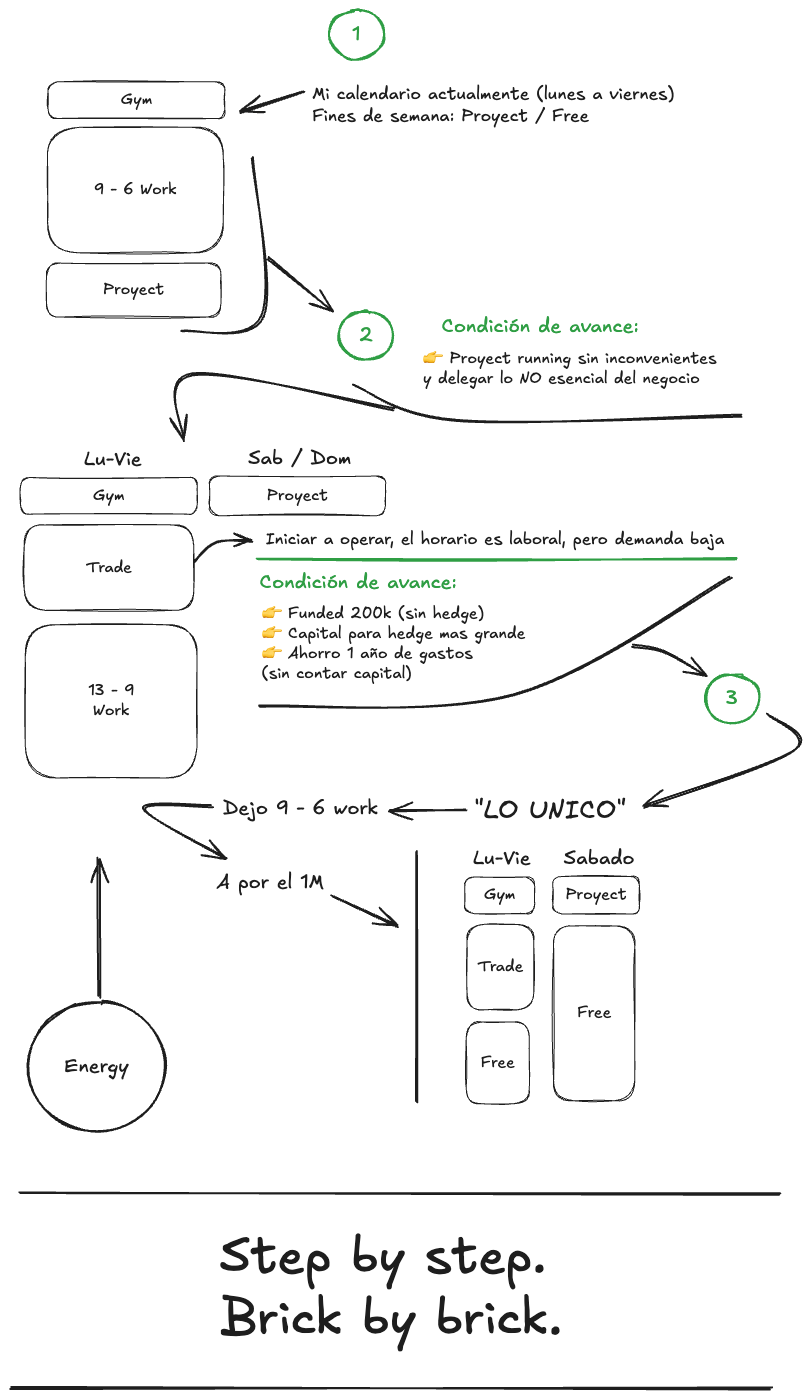 1
Gym
Mi calendario actualmente (lunes a viernes)
Fines de semana: Proyect / Free
9 - 6 Work
Proyect
2
Condición de avance:
👉 Proyect running sin inconvenientes
y delegar lo NO esencial del negocio
Lu-Vie
Sab / Dom
Gym
Proyect
Trade
Iniciar a operar, el horario es laboral, pero demanda baja
Condición de avance:
👉 Funded 200k (sin hedge)
👉 Capital para hedge mas grande
👉 Ahorro 1 año de gastos
(sin contar capital)
13 - 9
Work
3
"LO UNICO"
Dejo 9 - 6 work
A por el 1M
Lu-Vie
Sabado
Gym
Proyect
Trade
Free
Free
Energy
Step by step.
Brick by brick.